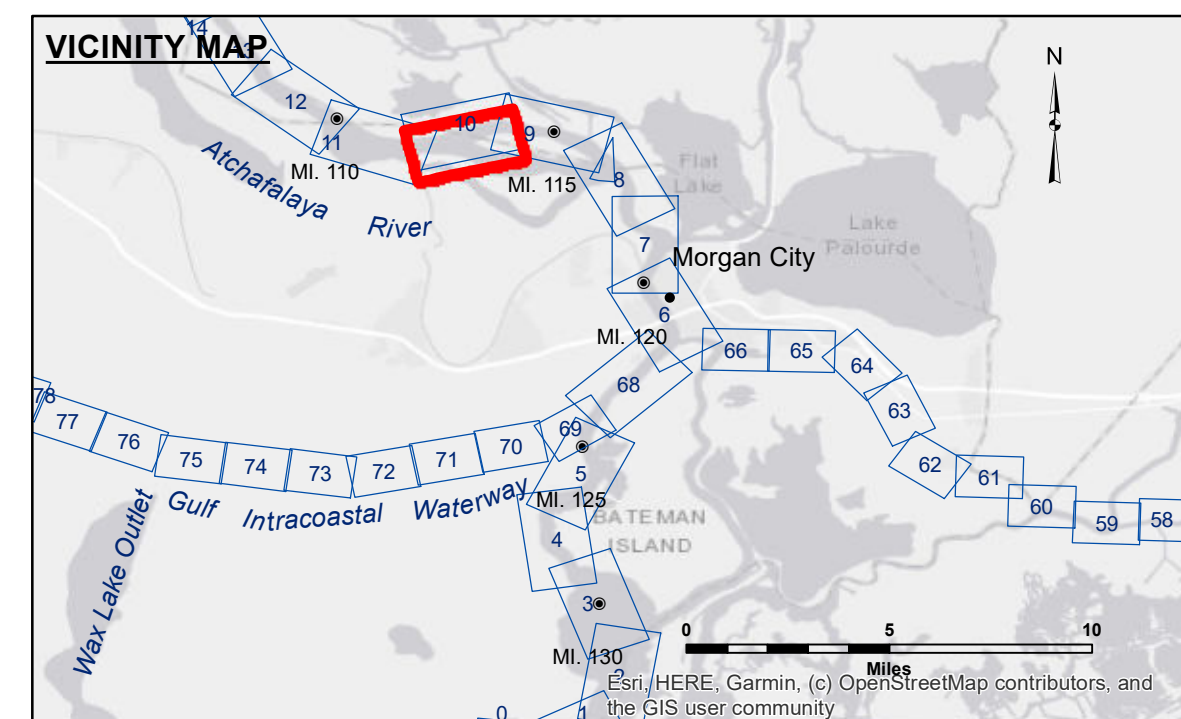 VICINITY MAP
N
14
13
12
11
10
9
8
MI. 110
MI. 115
Atchafalaya
River
Flat
Lake
Lake
Palourde
7
Morgan City
6
MI. 120
66
65
64
63
62
61
60
59
58
68
69
70
71
72
73
74
75
76
77
78
5
MI. 125
Gulf Intracoastal Waterway
Wax Lake Outlet
BATEMAN
ISLAND
4
3
MI. 130
2
1
0
0 5 10
Miles
Esri, HERE, Garmin, (c) OpenStreetMap contributors, and
the GIS user community